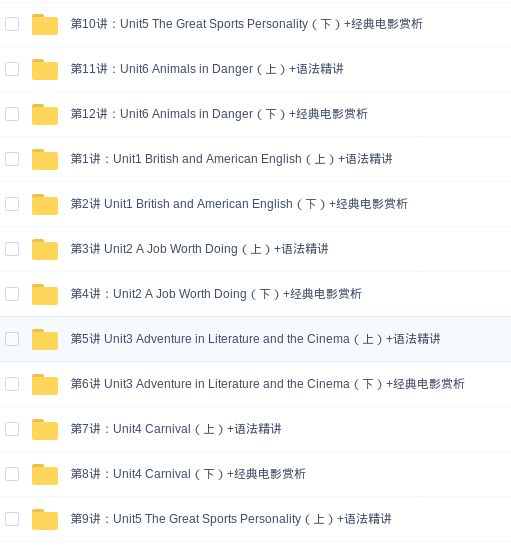 第10讲：Unit5 The Great Sports Personality（下）+经典电影赏析
第11讲：Unit6 Animals in Danger（上）+语法精讲
第12讲：Unit6 Animals in Danger（下）+经典电影赏析
第1讲：Unit1 British and American English（上）+语法精讲
第2讲 Unit1 British and American English（下）+经典电影赏析
第3讲 Unit2 A Job Worth Doing（上）+语法精讲
第4讲：Unit2 A Job Worth Doing（下）+经典电影赏析
第5讲 Unit3 Adventure in Literature and the Cinema（上）+语法精讲
第6讲 Unit3 Adventure in Literature and the Cinema（下）+经典电影赏析
第7讲：Unit4 Carnival（上）+语法精讲
第8讲：Unit4 Carnival（下）+经典电影赏析
第9讲：Unit5 The Great Sports Personality（上）+语法精讲